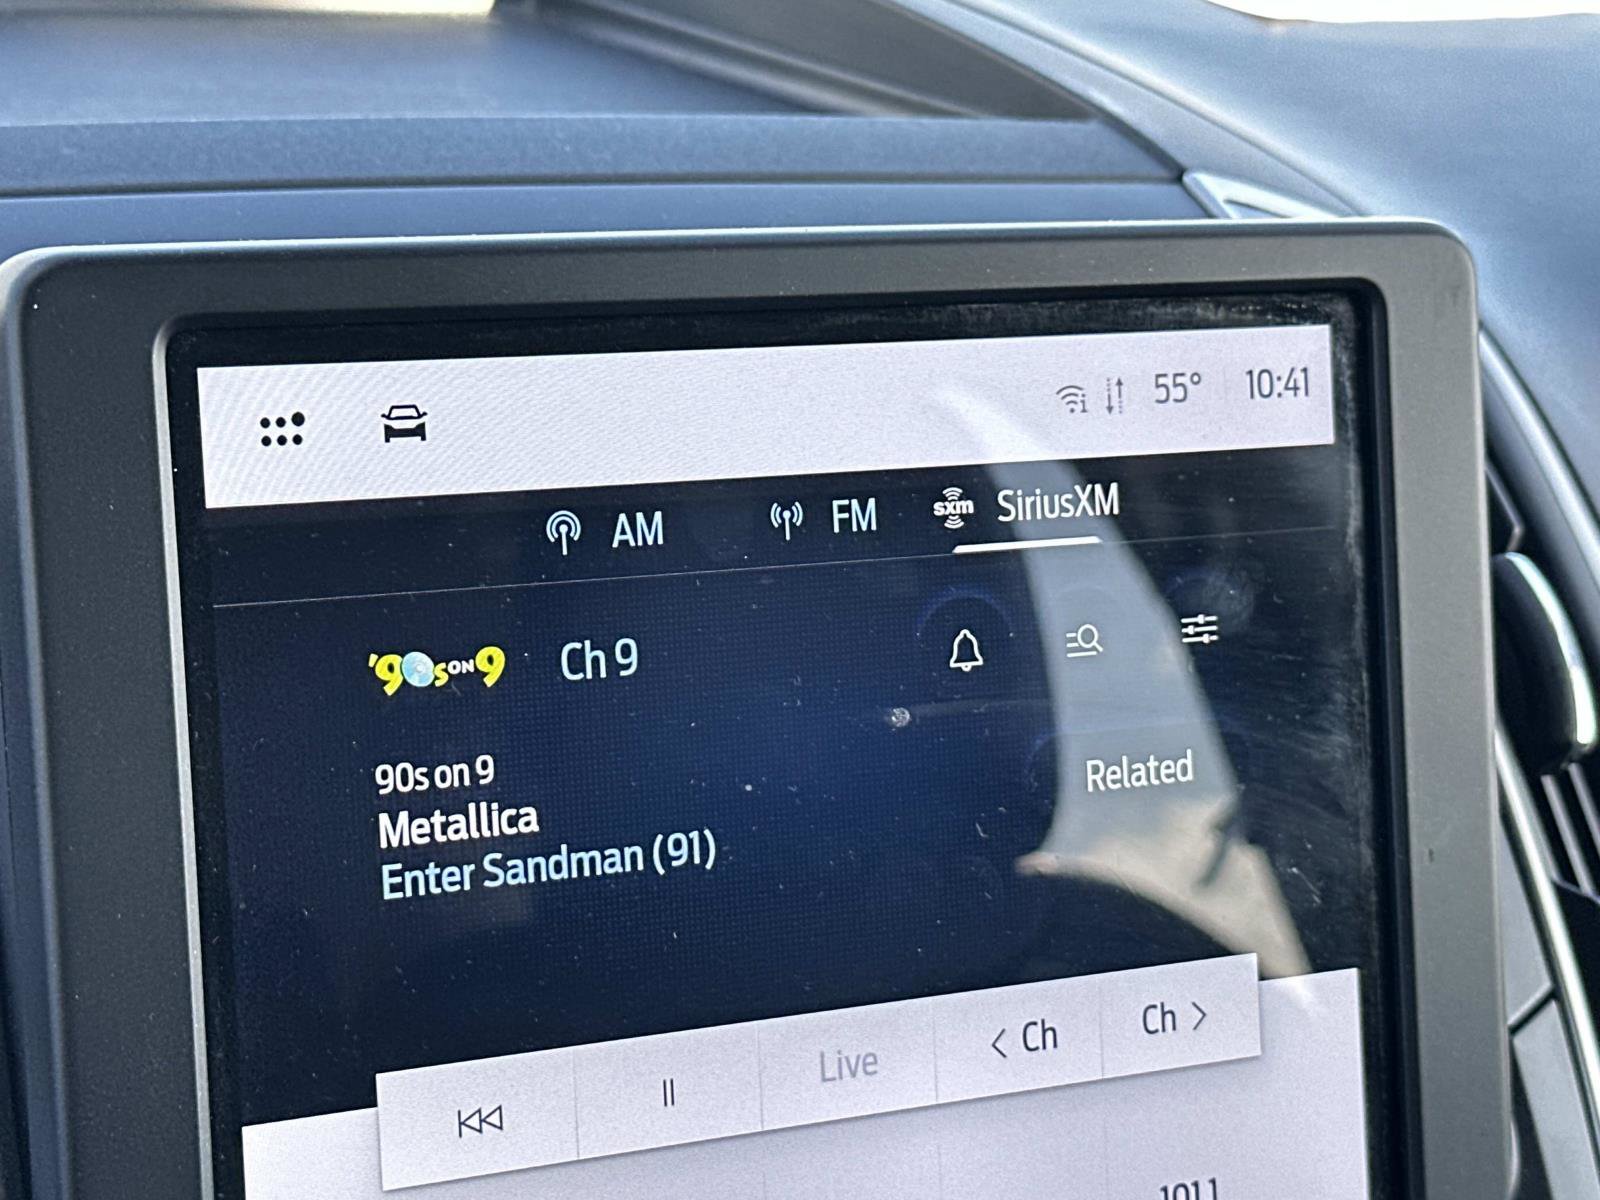 55° 10:41
AM FM sxm SiriusXM
'90s ON 9 Ch 9
90s on 9
Related
Metallica
Enter Sandman (91)
Live < Ch Ch >